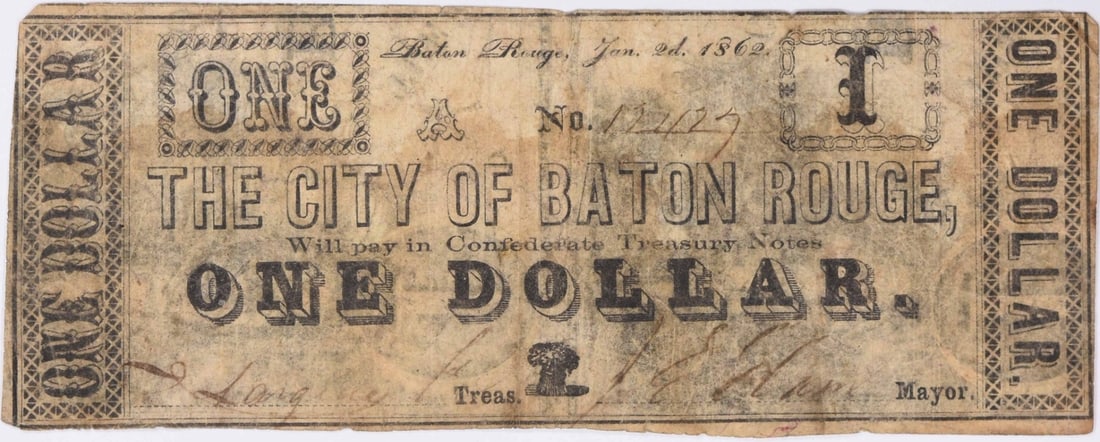 ONE DOLLAR
ONE
Baton Rouge, Jan. 2d. 1862.
1
A
No.
THE CITY OF BATON ROUGE,
Will pay in Confederate Treasury Notes
ONE DOLLAR.
Treas.
Mayor.
ONE DOLLAR.